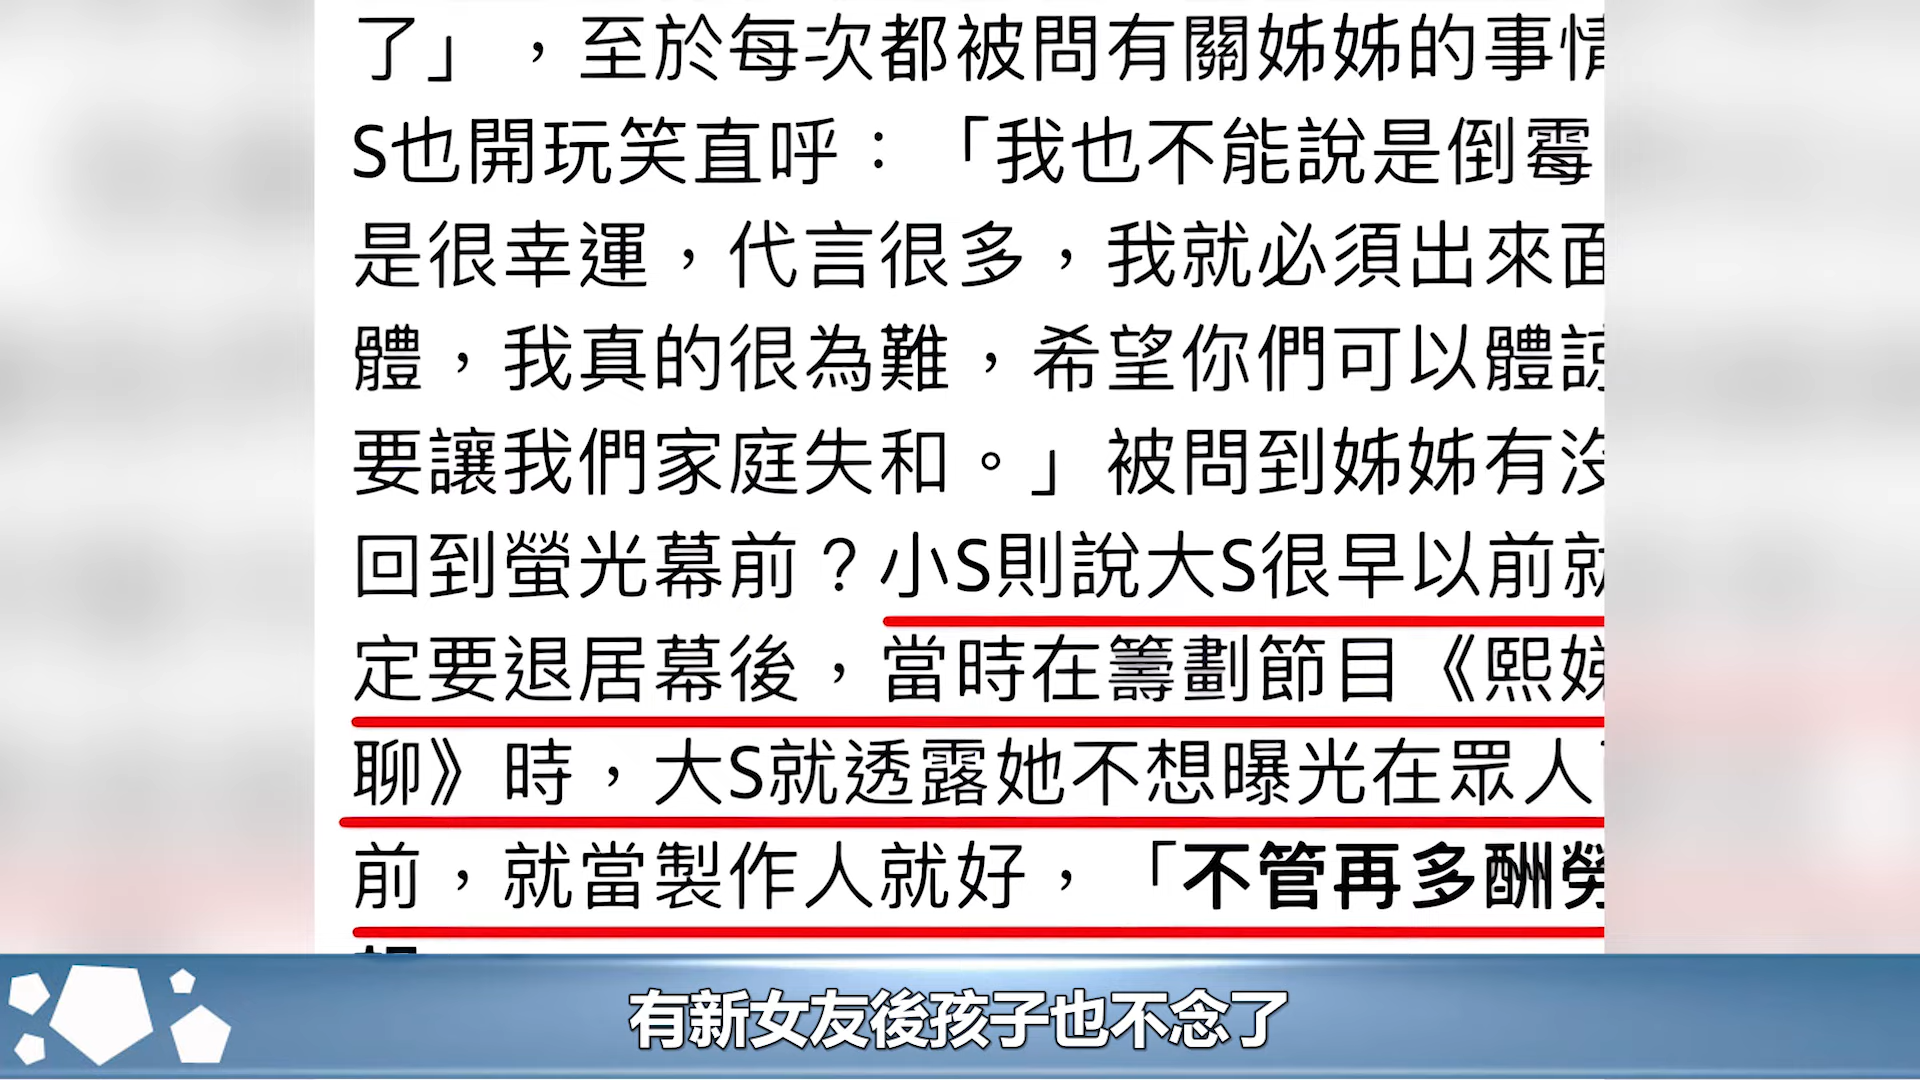 了」，至於每次都被問有關姊姊的事情
S也開玩笑直呼：「我也不能說是倒霉
是很幸運，代言很多，我就必須出來面
體，我真的很為難，希望你們可以體諒
要讓我們家庭失和。」被問到姊姊有沒
回到螢光幕前？小S則說大S很早以前就
定要退居幕後，當時在籌劃節目《熙娣
聊》時，大S就透露她不想曝光在眾人
前，就當製作人就好，「不管再多酬勞
有新女友後孩子也不念了